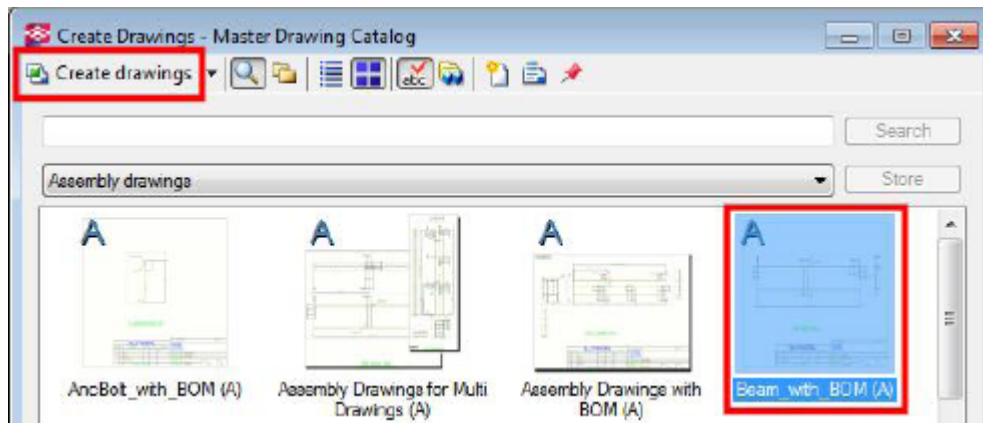 Create Drawings - Master Drawing Catalog
Create drawings
abc
Search
Assembly drawings
Store
A
A
A
A
AncBolt_with_BOM (A)
Assembly Drawings for Multi
Drawings (A)
Assembly Drawings with
BOM (A)
Beam_with_BOM (A)